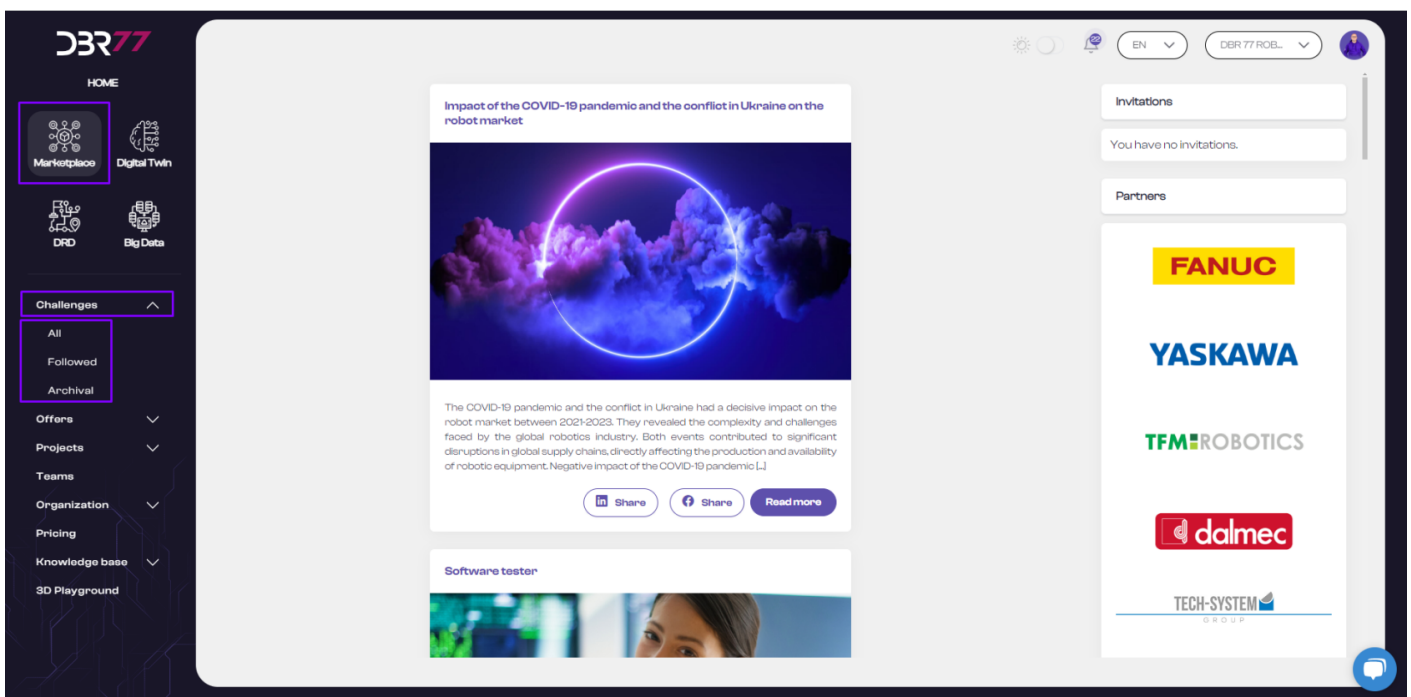 DBR77
HOME
Marketplace
Digital Twin
DRD
Big Data
Challenges
All
Followed
Archival
Offers
Projects
Teams
Organization
Pricing
Knowledge base
3D Playground
22
EN
DBR 77 ROB...
Impact of the COVID-19 pandemic and the conflict in Ukraine on the
robot market
The COVID-19 pandemic and the conflict in Ukraine had a decisive impact on the
robot market between 2021-2023. They revealed the complexity and challenges
faced by the global robotics industry. Both events contributed to significant
disruptions in global supply chains, directly affecting the production and availability
of robotic equipment. Negative impact of the COVID-19 pandemic [...]
Share
Share
Read more
Software tester
Invitations
You have no invitations.
Partners
FANUC
YASKAWA
TFM ROBOTICS
dalmec
TECH-SYSTEM
GROUP